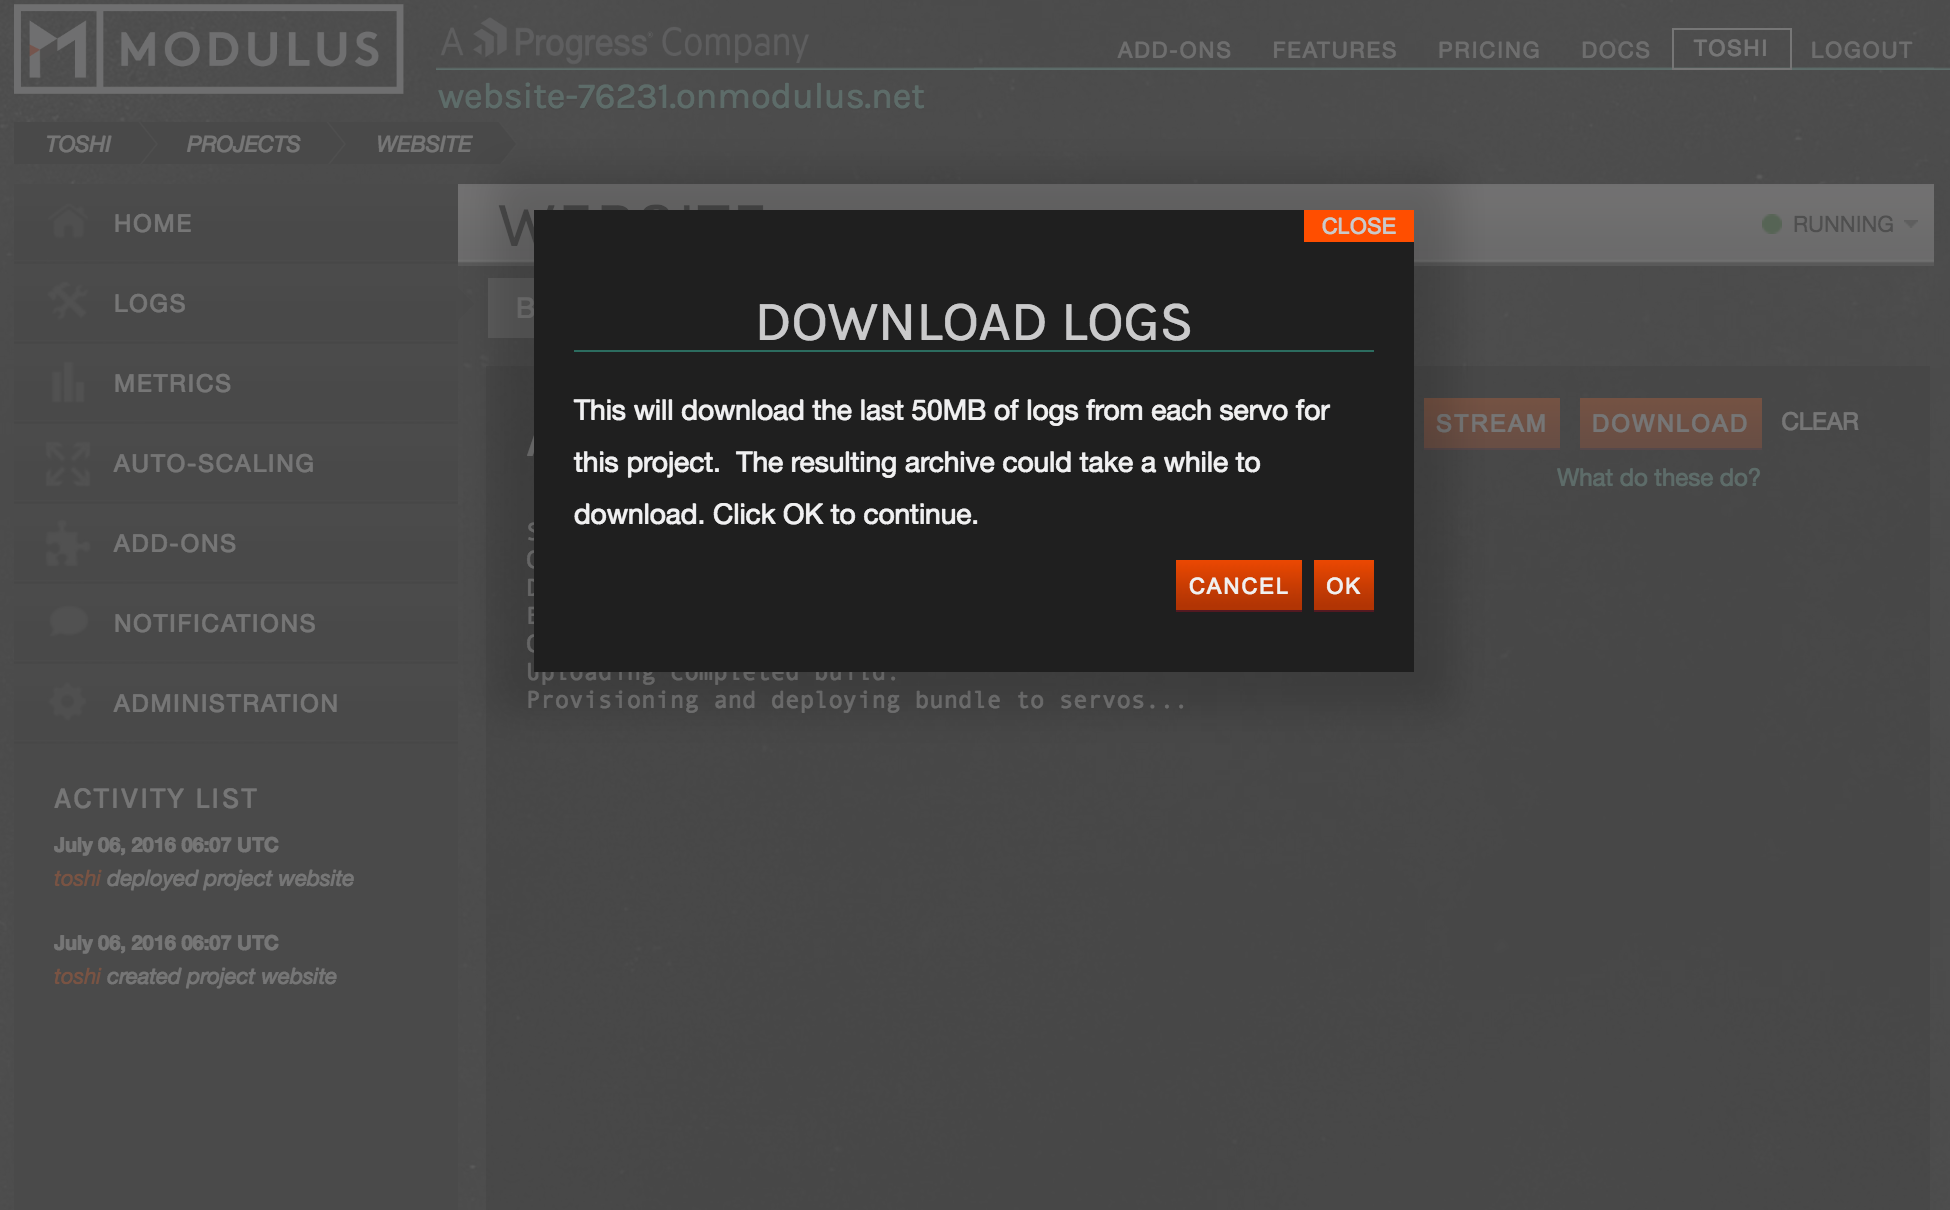 MODULUS
A Progress Company
ADD-ONS
FEATURES
PRICING
DOCS
TOSHI
LOGOUT
website-76231.onmodulus.net
TOSHI
PROJECTS
WEBSITE
HOME
LOGS
METRICS
AUTO-SCALING
ADD-ONS
NOTIFICATIONS
ADMINISTRATION
ACTIVITY LIST
July 06, 2016 06:07 UTC
toshi deployed project website
July 06, 2016 06:07 UTC
toshi created project website
WEBSITE
RUNNING
CLOSE
DOWNLOAD LOGS
This will download the last 50MB of logs from each servo for
this project.  The resulting archive could take a while to
download. Click OK to continue.
CANCEL
OK
STREAM
DOWNLOAD
CLEAR
What do these do?
Uploading completed build.
Provisioning and deploying bundle to servos...